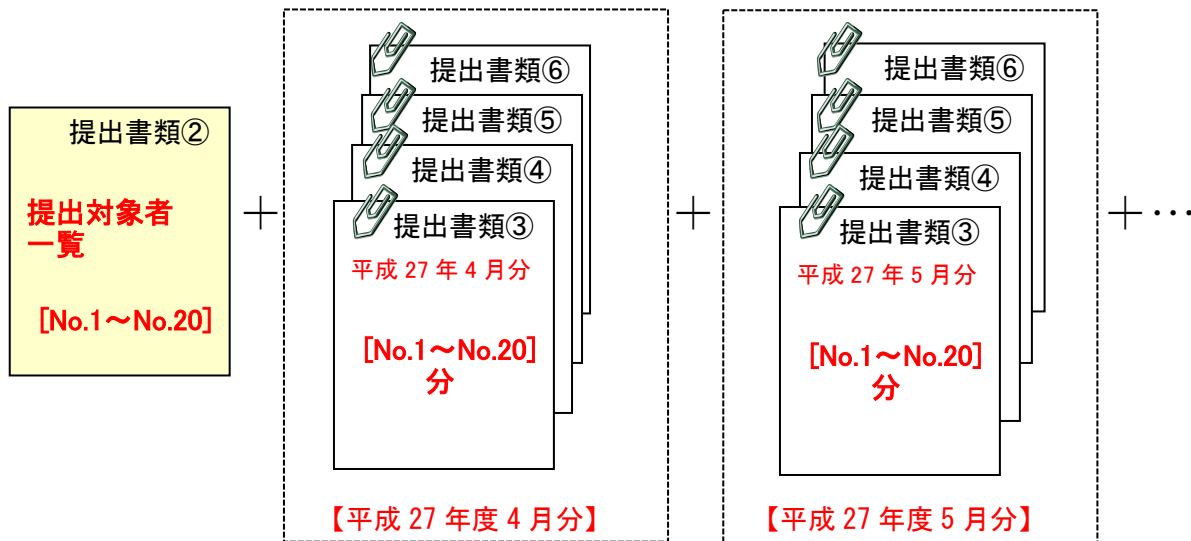 提出書類②
提出対象者
一覧
[No.1～No.20]
＋
提出書類⑥
提出書類⑤
提出書類④
提出書類③
平成 27 年 4 月分
[No.1～No.20]
分
【平成 27 年度 4 月分】
＋
提出書類⑥
提出書類⑤
提出書類④
提出書類③
平成 27 年 5 月分
[No.1～No.20]
分
【平成 27 年度 5 月分】
＋…